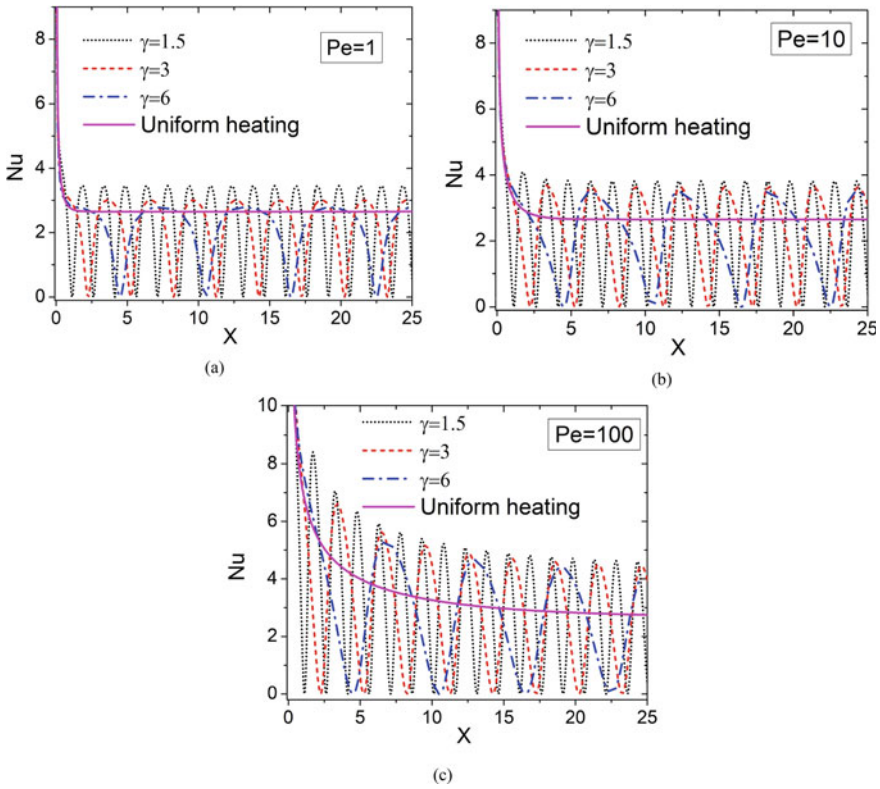 Pe=1
γ=1.5
γ=3
γ=6
Uniform heating
Nu
8
6
4
2
0
0 5 10 15 20 25
X
(a)
Pe=10
γ=1.5
γ=3
γ=6
Uniform heating
Nu
10
8
6
4
2
0
0 5 10 15 20 25
X
(b)
Pe=100
γ=1.5
γ=3
γ=6
Uniform heating
Nu
10
8
6
4
2
0
0 5 10 15 20 25
X
(c)